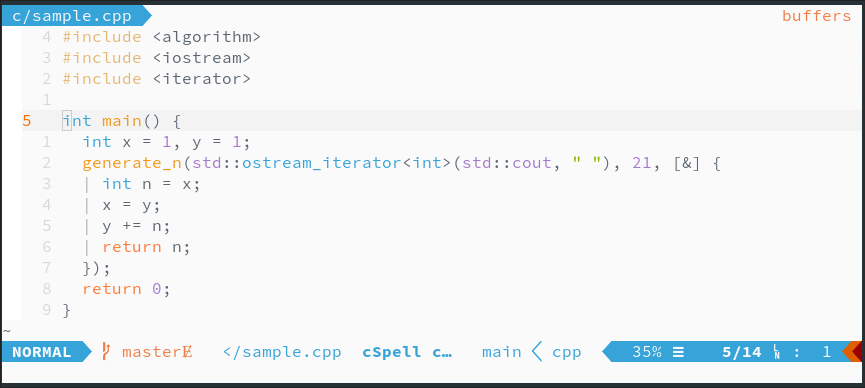 c/sample.cpp buffers
4 #include <algorithm>
3 #include <iostream>
2 #include <iterator>
1
5 int main() {
1 int x = 1, y = 1;
2 generate_n(std::ostream_iterator<int>(std::cout, " "), 21, [&] {
3 | int n = x;
4 | x = y;
5 | y += n;
6 | return n;
7 });
8 return 0;
9 }
~
NORMAL master </sample.cpp cSpell c… main cpp 35% ☰ 5/14 : 1